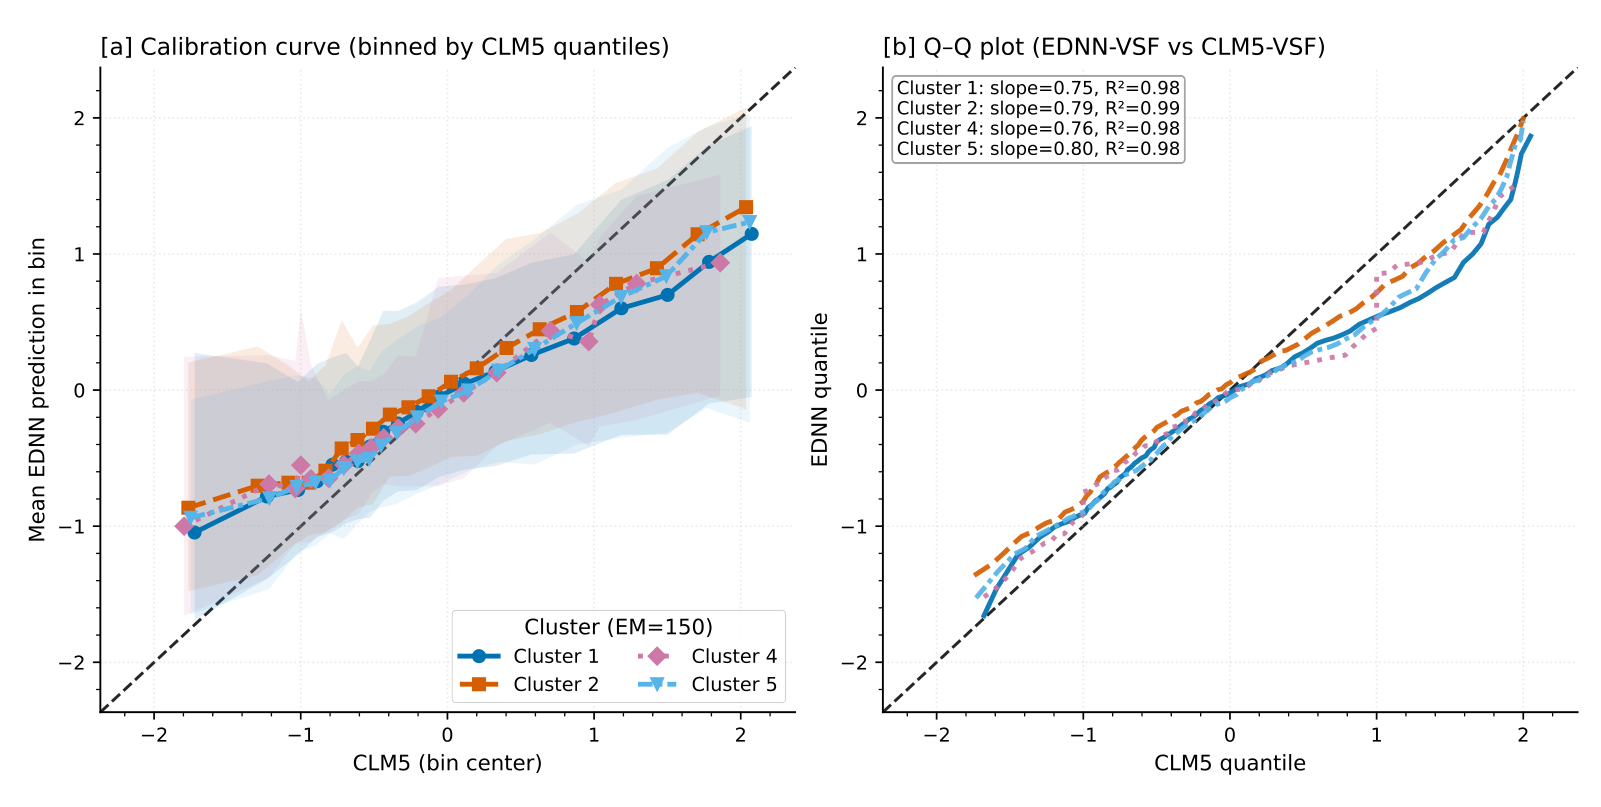 [a] Calibration curve (binned by CLM5 quantiles)
Mean EDNN prediction in bin
2
1
0
−1
−2
−2
−1
0
1
2
CLM5 (bin center)
Cluster (EM=150)
Cluster 1
Cluster 2
Cluster 4
Cluster 5
[b] Q–Q plot (EDNN-VSF vs CLM5-VSF)
Cluster 1: slope=0.75, R²=0.98
Cluster 2: slope=0.79, R²=0.99
Cluster 4: slope=0.76, R²=0.98
Cluster 5: slope=0.80, R²=0.98
EDNN quantile
2
1
0
−1
−2
−2
−1
0
1
2
CLM5 quantile